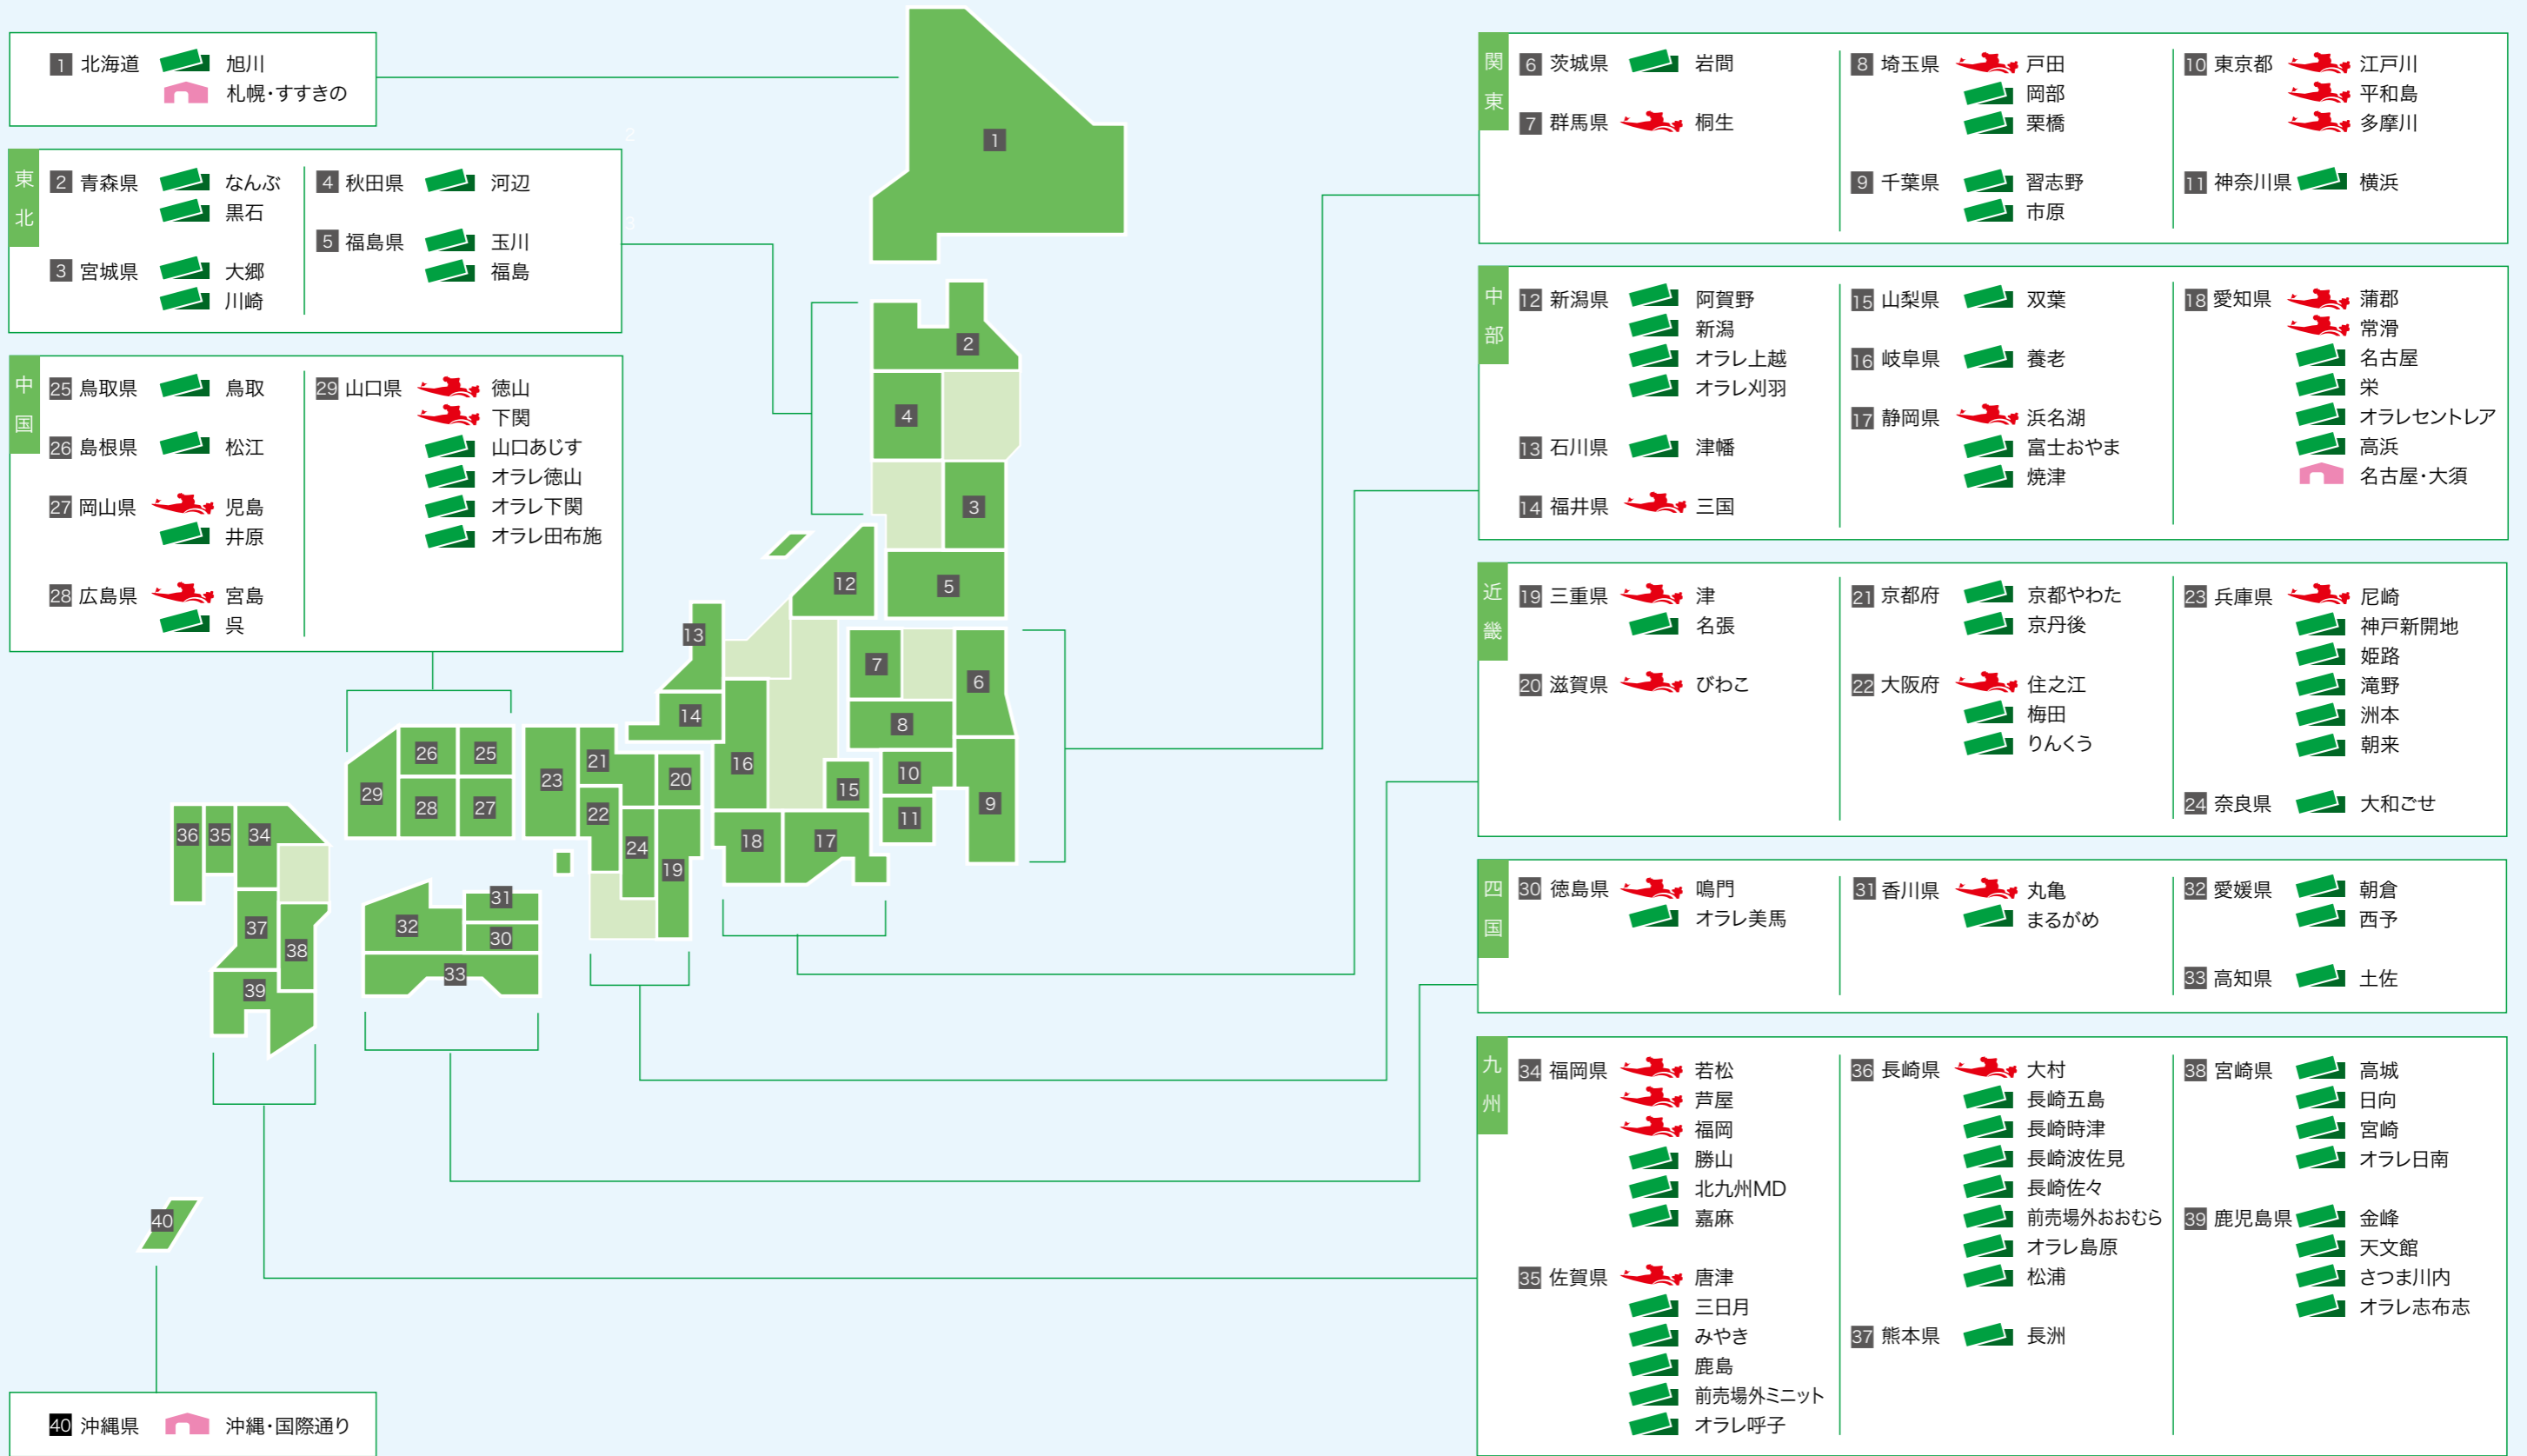 1 北海道 旭川
札幌・すすきの
東北
2 青森県 なんぶ
黒石
3 宮城県 大郷
川崎
4 秋田県 河辺
5 福島県 玉川
福島
中国
25 鳥取県 鳥取
26 島根県 松江
27 岡山県 児島
井原
28 広島県 宮島
呉
29 山口県 徳山
下関
山口あじす
オラレ徳山
オラレ下関
オラレ田布施
2
3
1
2
4
3
5
12
13
7
6
14
8
26
25
21
23
20
16
10
15
29
28
27
22
9
11
36
35
34
18
17
24
19
31
32
30
37
38
33
39
40
関東
6 茨城県 岩間
7 群馬県 桐生
8 埼玉県 戸田
岡部
栗橋
9 千葉県 習志野
市原
10 東京都 江戸川
平和島
多摩川
11 神奈川県 横浜
中部
12 新潟県 阿賀野
新潟
オラレ上越
オラレ刈羽
13 石川県 津幡
14 福井県 三国
15 山梨県 双葉
16 岐阜県 養老
17 静岡県 浜名湖
富士おやま
焼津
18 愛知県 蒲郡
常滑
名古屋
栄
オラレセントレア
高浜
名古屋・大須
近畿
19 三重県 津
名張
20 滋賀県 びわこ
21 京都府 京都やわた
京丹後
22 大阪府 住之江
梅田
りんくう
23 兵庫県 尼崎
神戸新開地
姫路
滝野
洲本
朝来
24 奈良県 大和ごせ
四国
30 徳島県 鳴門
オラレ美馬
31 香川県 丸亀
まるがめ
32 愛媛県 朝倉
西予
33 高知県 土佐
九州
34 福岡県 若松
芦屋
福岡
勝山
北九州MD
嘉麻
35 佐賀県 唐津
三日月
みやき
鹿島
前売場外ミニット
オラレ呼子
36 長崎県 大村
長崎五島
長崎時津
長崎波佐見
長崎佐々
前売場外おおむら
オラレ島原
松浦
37 熊本県 長洲
38 宮崎県 高城
日向
宮崎
オラレ日南
39 鹿児島県 金峰
天文館
さつま川内
オラレ志布志
40 沖縄県 沖縄・国際通り